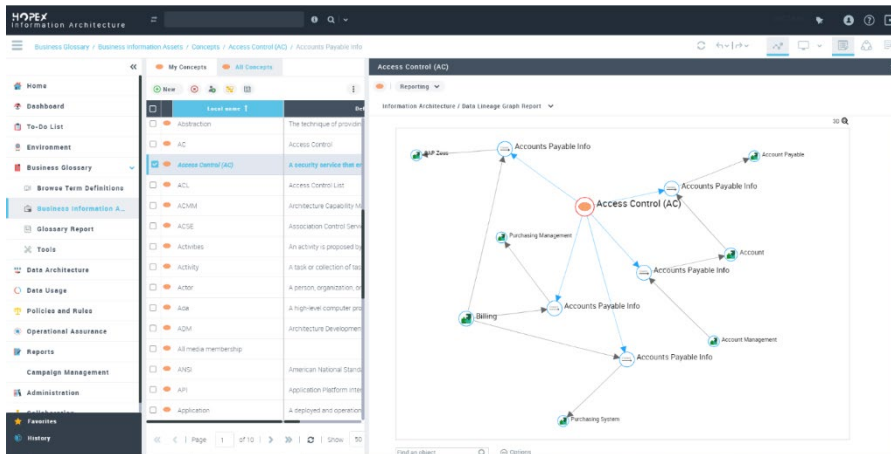 HOPEX
Information Architecture
Business Glossary / Business Information Assets / Concepts / Access Control (AC) / Accounts Payable Info
My Concepts
All Concepts
Access Control (AC)
Home
Dashboard
To-Do List
Environment
Business Glossary
Browse Term Definitions
Business Information A...
Glossary Report
Tools
Data Architecture
Data Usage
Policies and Rules
Operational Assurance
Reports
Campaign Management
Administration
Favorites
History
New
Local name
Def
Abstraction
The technique of providin
AC
Access Control
Access Control (AC)
A security service that en
ACL
Access Control List
ACMM
Architecture Capability M
ACSE
Association Control Servi
Activities
An activity is proposed by
Activity
A task or collection of tas
Actor
A person, organization, or
Ada
A high-level computer pro
ADM
Architecture Developmen
All media membership
ANSI
American National Standa
API
Application Platform Inter
Application
A deployed and operation
Page 1 of 10
Show 50
Reporting
Information Architecture / Data Lineage Graph Report
30
Accounts Payable Info
Account Payable
Accounts Payable Info
Access Control (AC)
Purchasing Management
Account
Accounts Payable Info
Accounts Payable Info
Billing
Account Management
Accounts Payable Info
Purchasing System
Find an object
Options